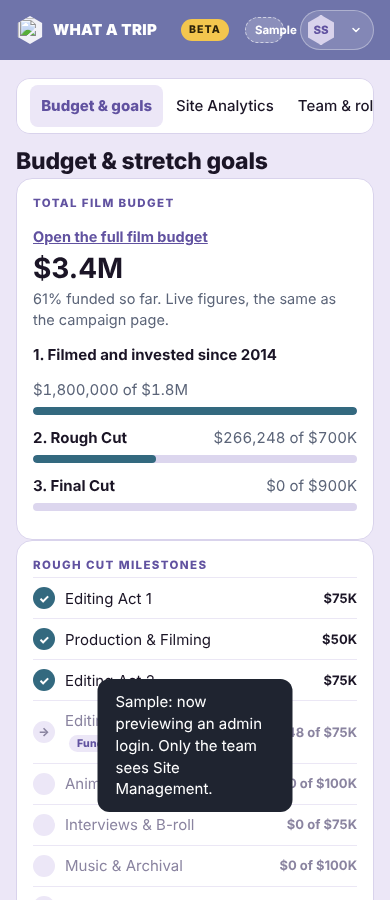 WHAT A TRIP
BETA
Sample
SS
Budget & goals
Site Analytics
Team & rol
Budget & stretch goals
TOTAL FILM BUDGET
Open the full film budget
$3.4M
61% funded so far. Live figures, the same as
the campaign page.
1. Filmed and invested since 2014
$1,800,000 of $1.8M
2. Rough Cut $266,248 of $700K
3. Final Cut $0 of $900K
ROUGH CUT MILESTONES
Editing Act 1 $75K
Production & Filming $50K
Editing Act 2 $75K
of $75K
of $100K
Interviews & B-roll $0 of $75K
Music & Archival $0 of $100K
Sample: now
previewing an admin
login. Only the team
sees Site
Management.